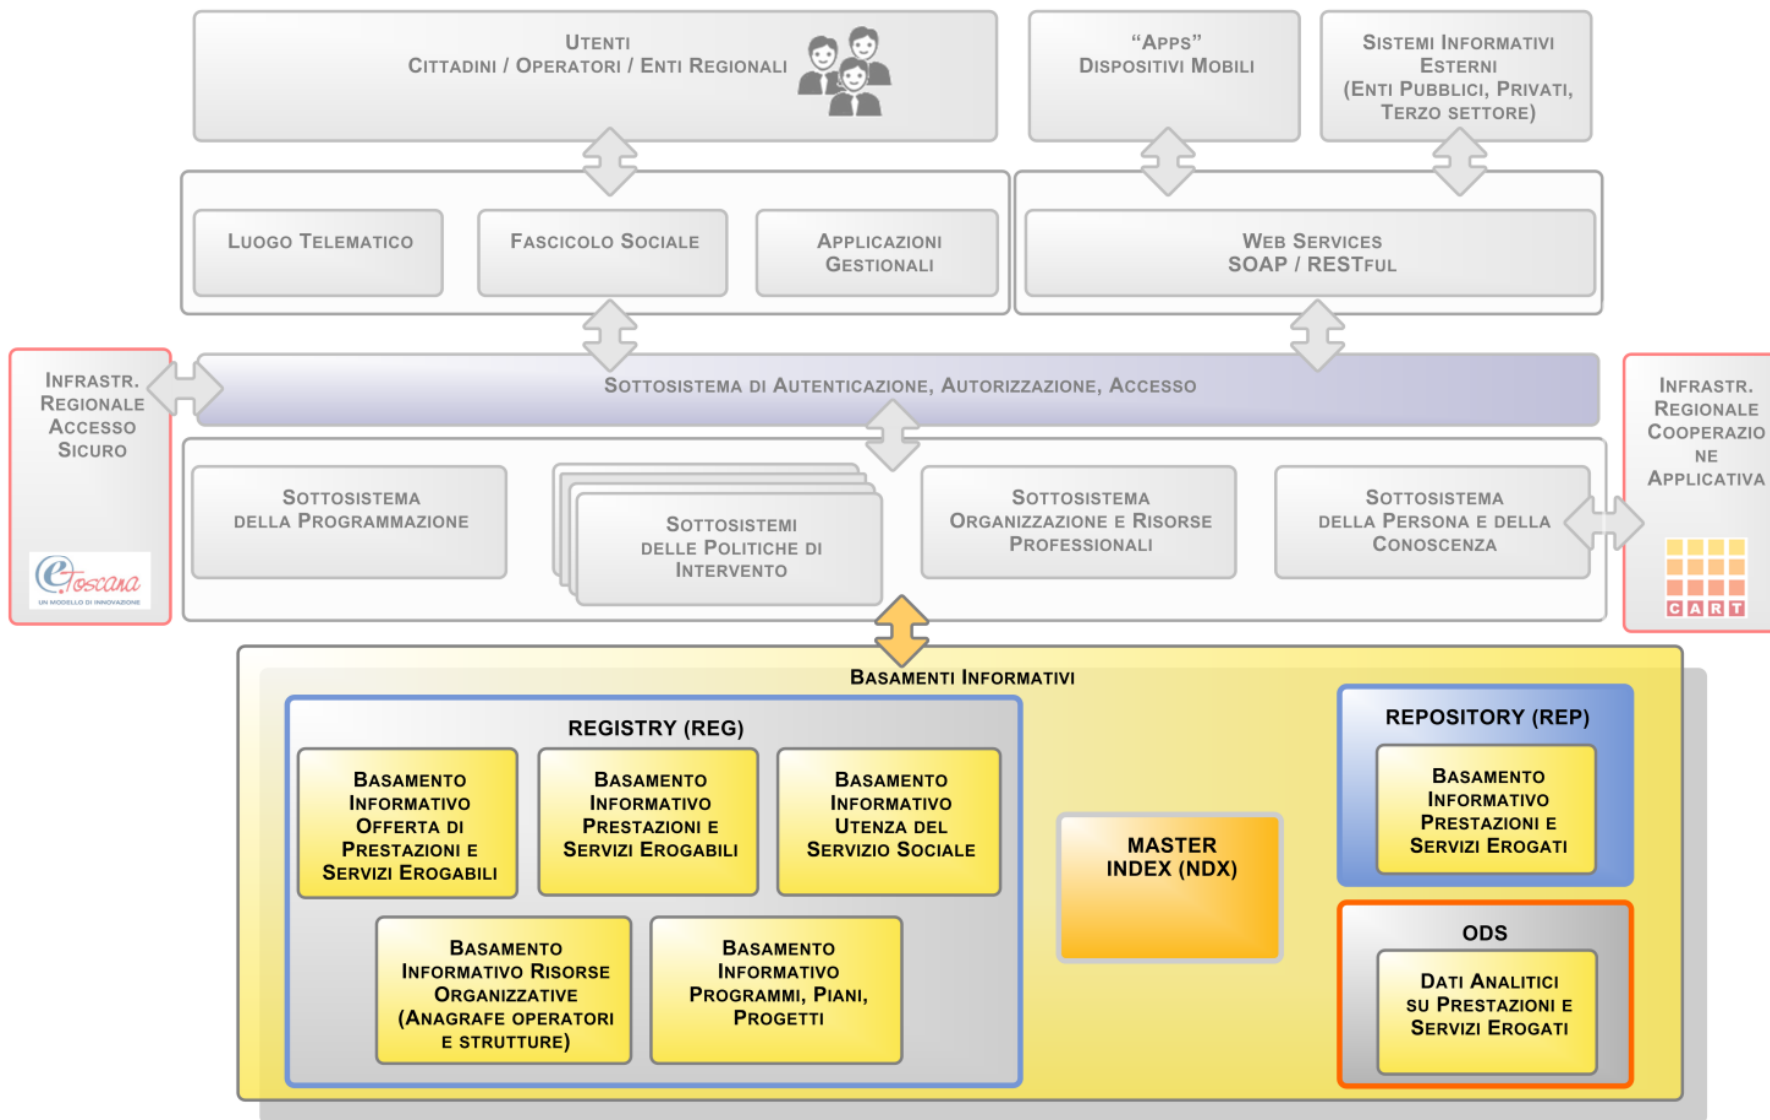 UTENTI
CITTADINI / OPERATORI / ENTI REGIONALI
“APPS”
DISPOSITIVI MOBILI
SISTEMI INFORMATIVI
ESTERNI
(ENTI PUBBLICI, PRIVATI,
TERZO SETTORE)
LUOGO TELEMATICO
FASCICOLO SOCIALE
APPLICAZIONI
GESTIONALI
WEB SERVICES
SOAP / RESTFUL
INFRASTR.
REGIONALE
ACCESSO
SICURO
e.Toscana
UN MODELLO DI INNOVAZIONE
SOTTOSISTEMA DI AUTENTICAZIONE, AUTORIZZAZIONE, ACCESSO
INFRASTR.
REGIONALE
COOPERAZIO
NE
APPLICATIVA
CART
SOTTOSISTEMA
DELLA PROGRAMMAZIONE
SOTTOSISTEMI
DELLE POLITICHE DI
INTERVENTO
SOTTOSISTEMA
ORGANIZZAZIONE E RISORSE
PROFESSIONALI
SOTTOSISTEMA
DELLA PERSONA E DELLA
CONOSCENZA
BASAMENTI INFORMATIVI
REGISTRY (REG)
BASAMENTO
INFORMATIVO
OFFERTA DI
PRESTAZIONI E
SERVIZI EROGABILI
BASAMENTO
INFORMATIVO
PRESTAZIONI E
SERVIZI EROGABILI
BASAMENTO
INFORMATIVO
UTENZA DEL
SERVIZIO SOCIALE
BASAMENTO
INFORMATIVO RISORSE
ORGANIZZATIVE
(ANAGRAFE OPERATORI
E STRUTTURE)
BASAMENTO
INFORMATIVO
PROGRAMMI, PIANI,
PROGETTI
MASTER
INDEX (NDX)
REPOSITORY (REP)
BASAMENTO
INFORMATIVO
PRESTAZIONI E
SERVIZI EROGATI
ODS
DATI ANALITICI
SU PRESTAZIONI E
SERVIZI EROGATI